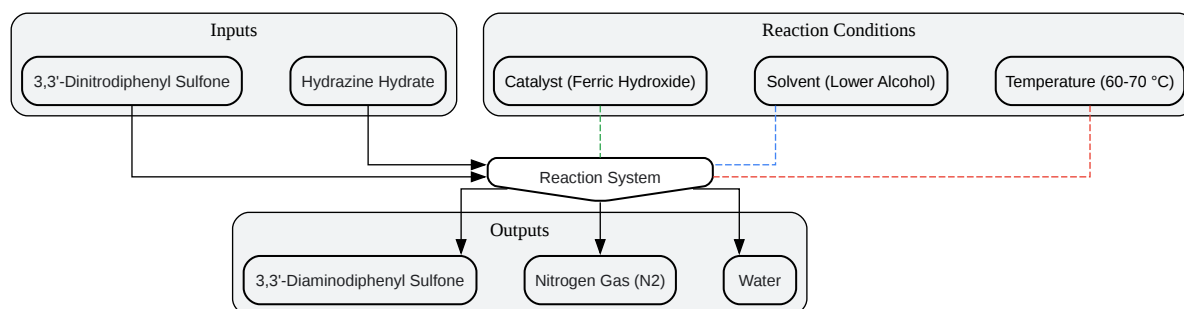 Inputs
Reaction Conditions
3,3'-Dinitrodiphenyl Sulfone
Hydrazine Hydrate
Catalyst (Ferric Hydroxide)
Solvent (Lower Alcohol)
Temperature (60-70 °C)
Reaction System
Outputs
3,3'-Diaminodiphenyl Sulfone
Nitrogen Gas (N2)
Water